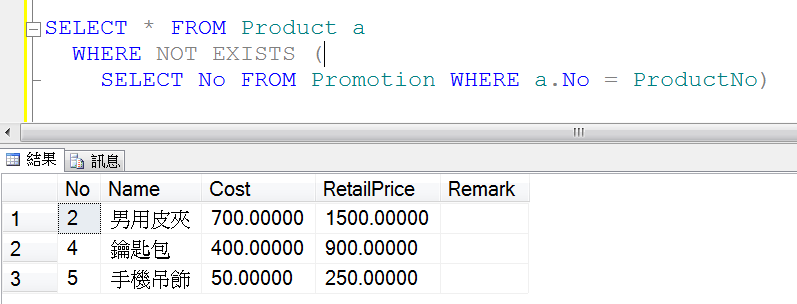 SELECT * FROM Product a
WHERE NOT EXISTS (
SELECT No FROM Promotion WHERE a.No = ProductNo)
結果 訊息
No Name Cost RetailPrice Remark
1 2 男用皮夾 700.00000 1500.00000
2 4 鑰匙包 400.00000 900.00000
3 5 手機吊飾 50.00000 250.00000